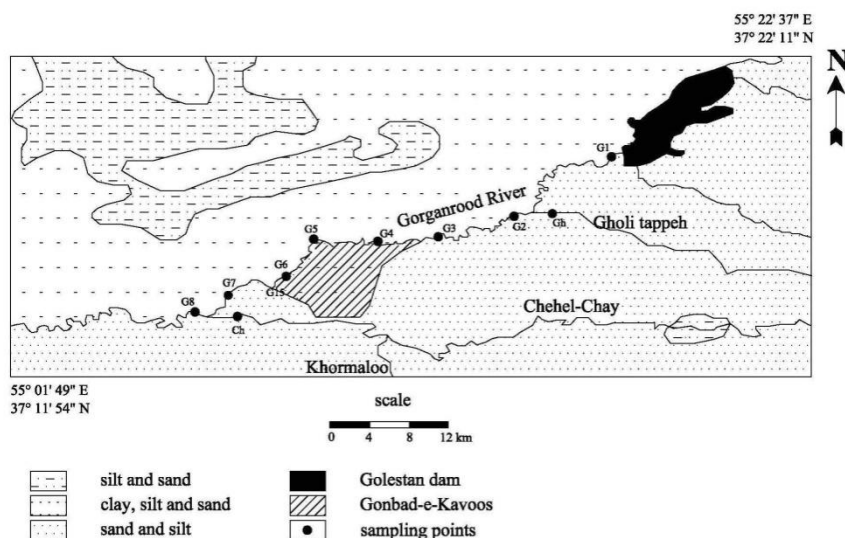 55° 22' 37" E
37° 22' 11" N
N
G1
Gorganrood River
Gholi tappeh
G2
Gh
G3
G4
G5
G6
G15
G7
G8
Ch
Chehel-Chay
Khormaloo
55° 01' 49" E
37° 11' 54" N
scale
0 4 8 12 km
silt and sand
clay, silt and sand
sand and silt
Golestan dam
Gonbad-e-Kavoos
sampling points